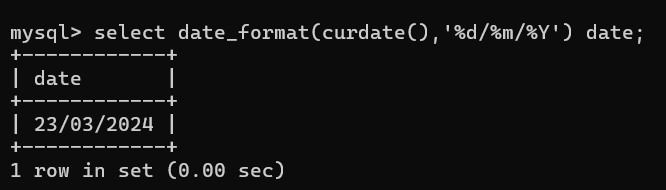 mysql> select date_format(curdate(),'%d/%m/%Y') date;
+------------+
| date       |
+------------+
| 23/03/2024 |
+------------+
1 row in set (0.00 sec)